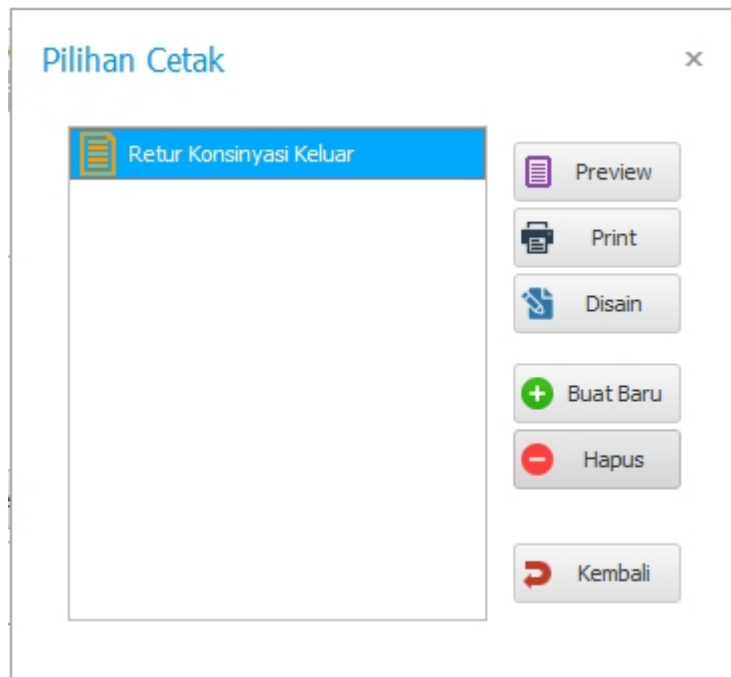 Pilihan Cetak
Retur Konsinyasi Keluar
Preview
Print
Disain
Buat Baru
Hapus
Kembali